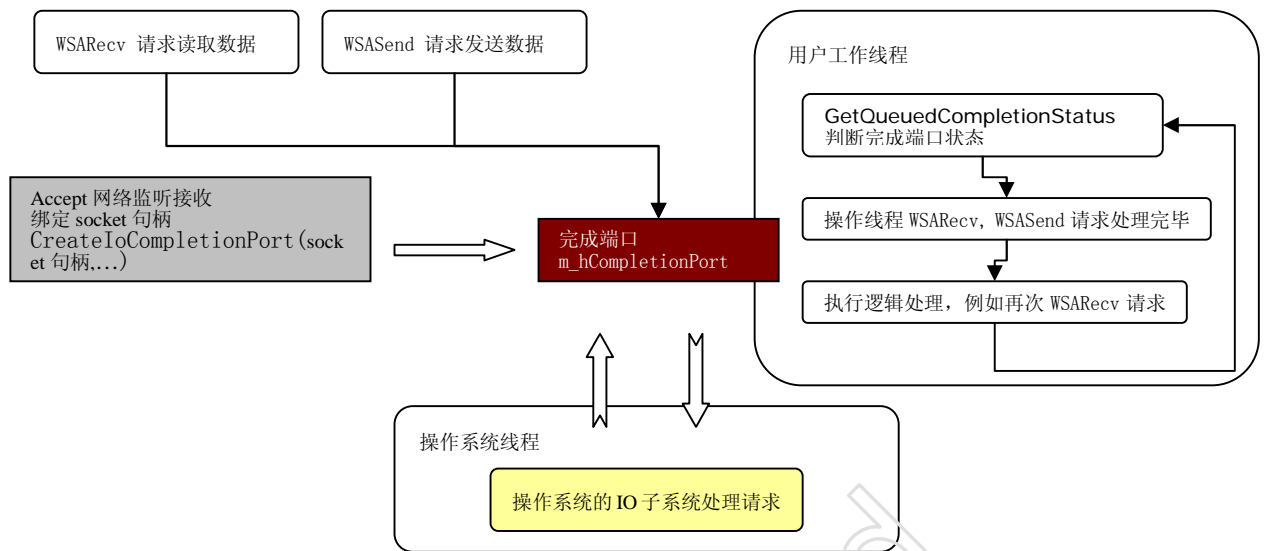 WSARecv 请求读取数据
WSASend 请求发送数据
用户工作线程
GetQueuedCompletionStatus
判断完成端口状态
Accept 网络监听接收
绑定 socket 句柄
CreateIoCompletionPort(sock
et 句柄,…)
完成端口
m_hCompletionPort
操作线程 WSARecv, WSASend 请求处理完毕
执行逻辑处理，例如再次 WSARecv 请求
操作系统线程
操作系统的 IO 子系统处理请求